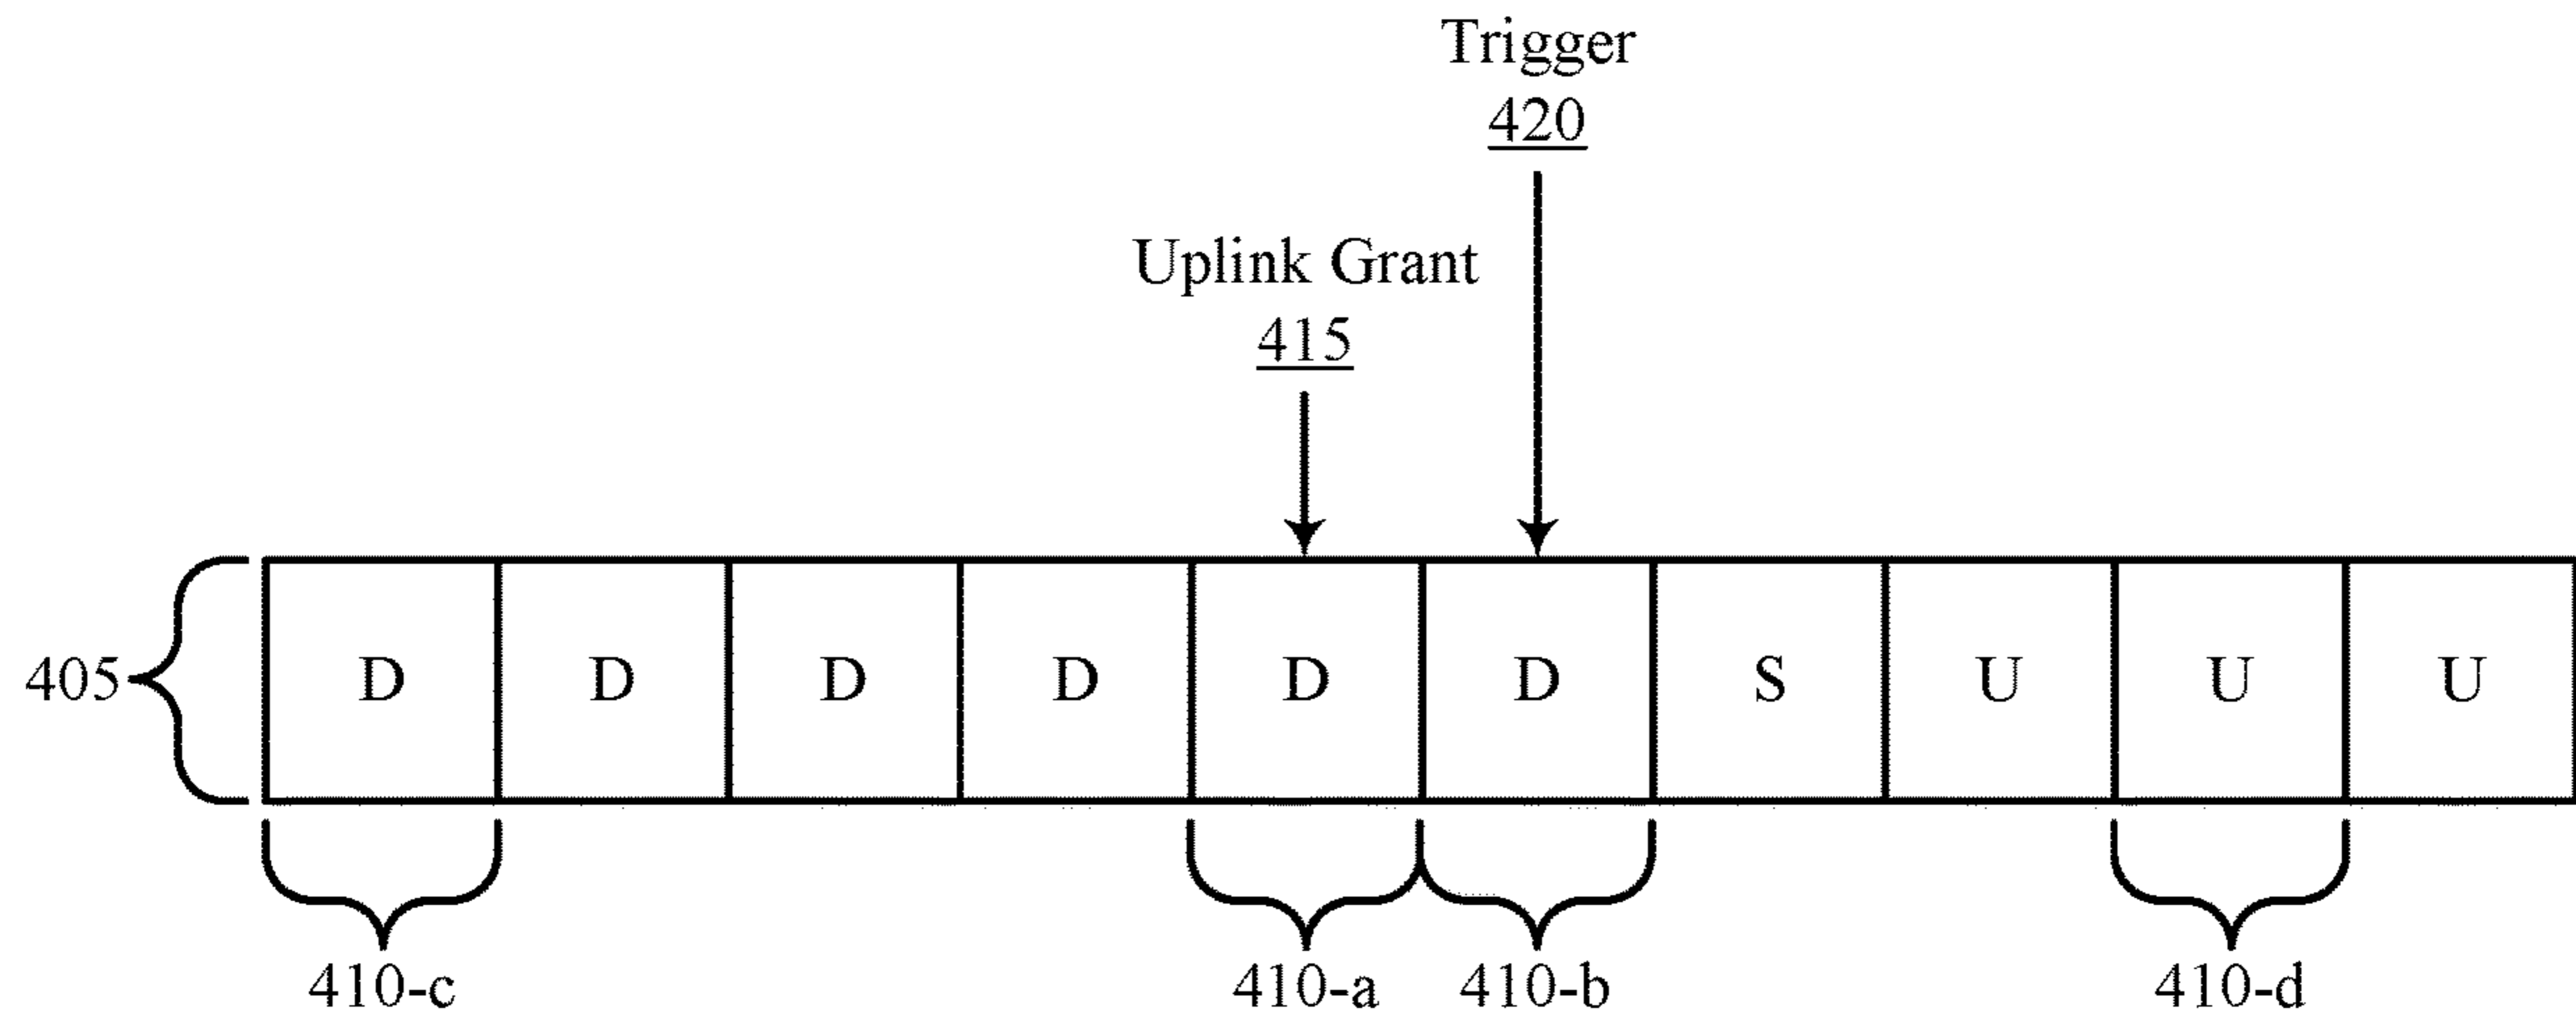 Trigger
420
Uplink Grant
415
405 D D D D D D S U U U
410-c 410-a 410-b 410-d